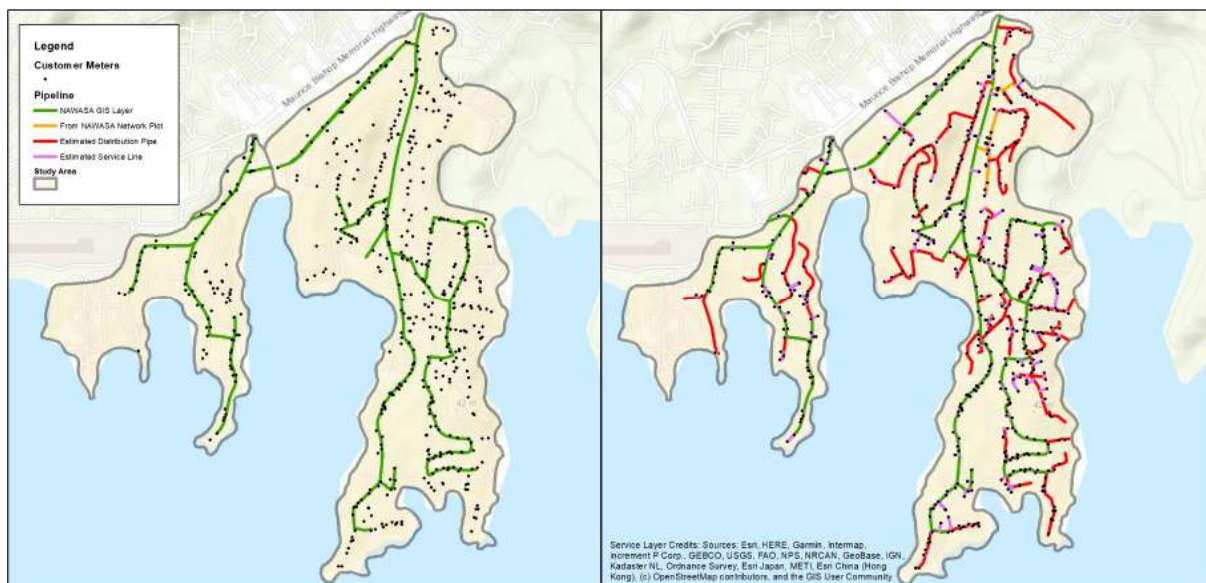 Legend
Customer Meters
Pipeline
NAWASA GIS Layer
From NAWASA Network Plot
Estimated Distribution Pipe
Estimated Service Line
Study Area
Maurice Bishop Memorial Highway
42 m
Maurice Bishop Memorial Highway
Service Layer Credits: Sources: Esri, HERE, Garmin, Intermap,
increment P Corp., GEBCO, USGS, FAO, NPS, NRCAN, GeoBase, IGN,
Kadaster NL, Ordnance Survey, Esri Japan, METI, Esri China (Hong
Kong), (c) OpenStreetMap contributors, and the GIS User Community